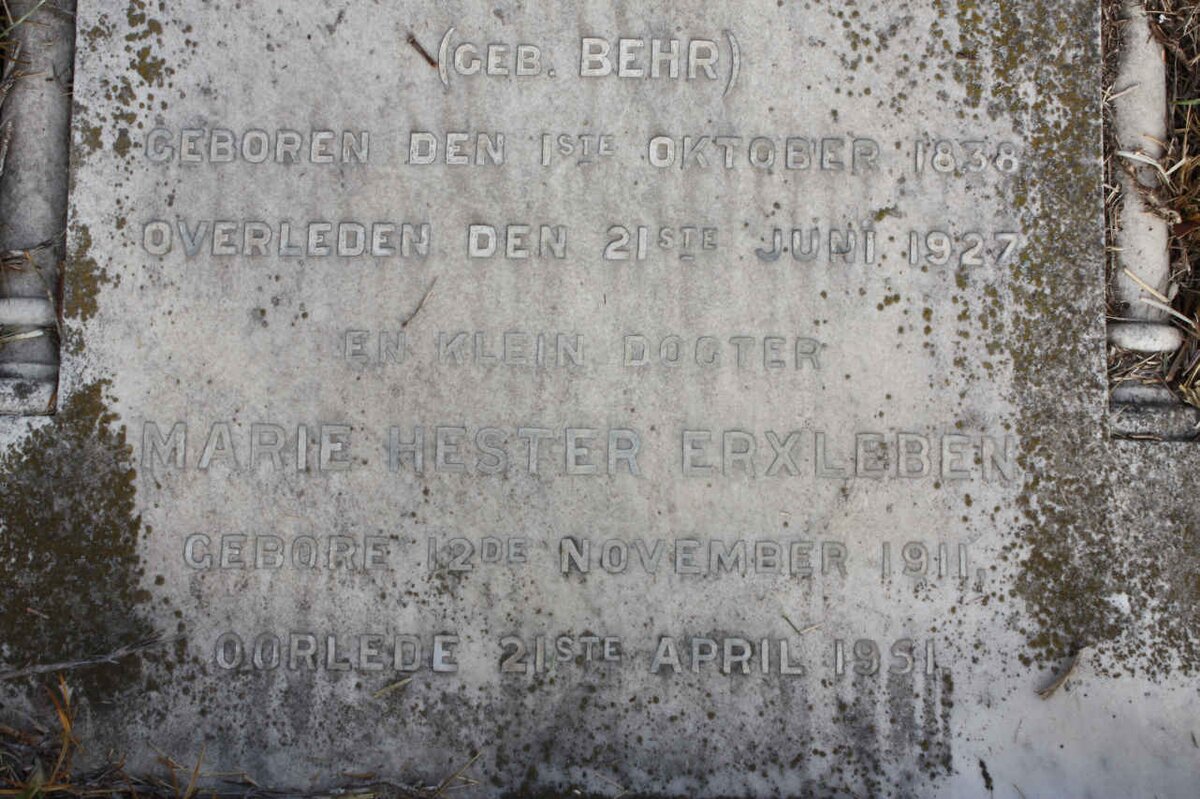 (GEB. BEHR)
GEBOREN DEN 1STE OKTOBER 1838
OVERLEDEN DEN 21STE JUNI 1927
EN KLEIN DOGTER
MARIE HESTER ERXLEBEN
GEBORE 12DE NOVEMBER 1911,
OORLEDE 21STE APRIL 1951